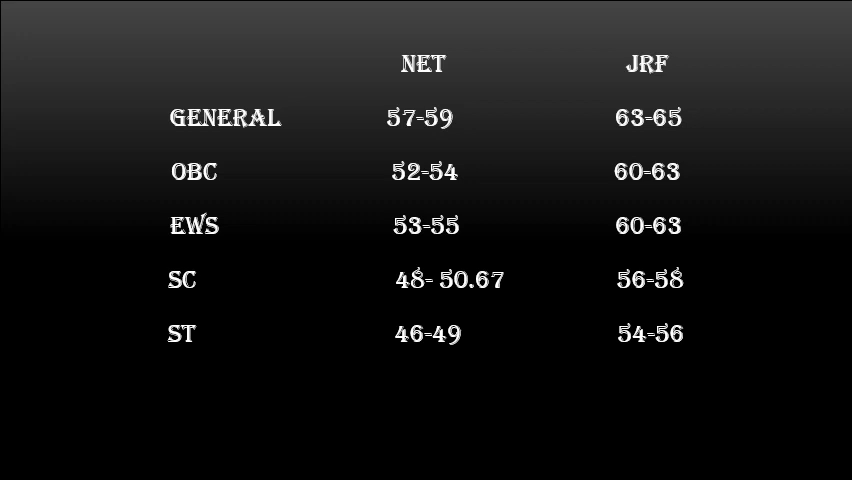 NET JRF
GENERAL 57-59 63-65
OBC 52-54 60-63
EWS 53-55 60-63
SC 48- 50.67 56-58
ST 46-49 54-56